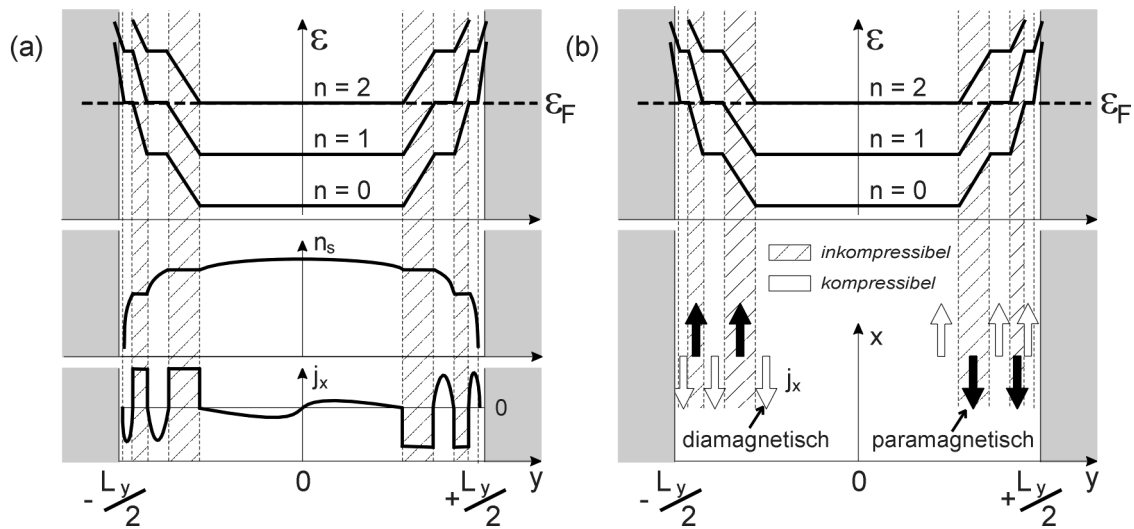 (a)
ε
n = 2
ε_F
n = 1
n = 0
n_s
j_x
0
- L_y/2
0
+ L_y/2
y
(b)
ε
n = 2
ε_F
n = 1
n = 0
inkompressibel
kompressibel
x
j_x
diamagnetisch
paramagnetisch
- L_y/2
0
+ L_y/2
y